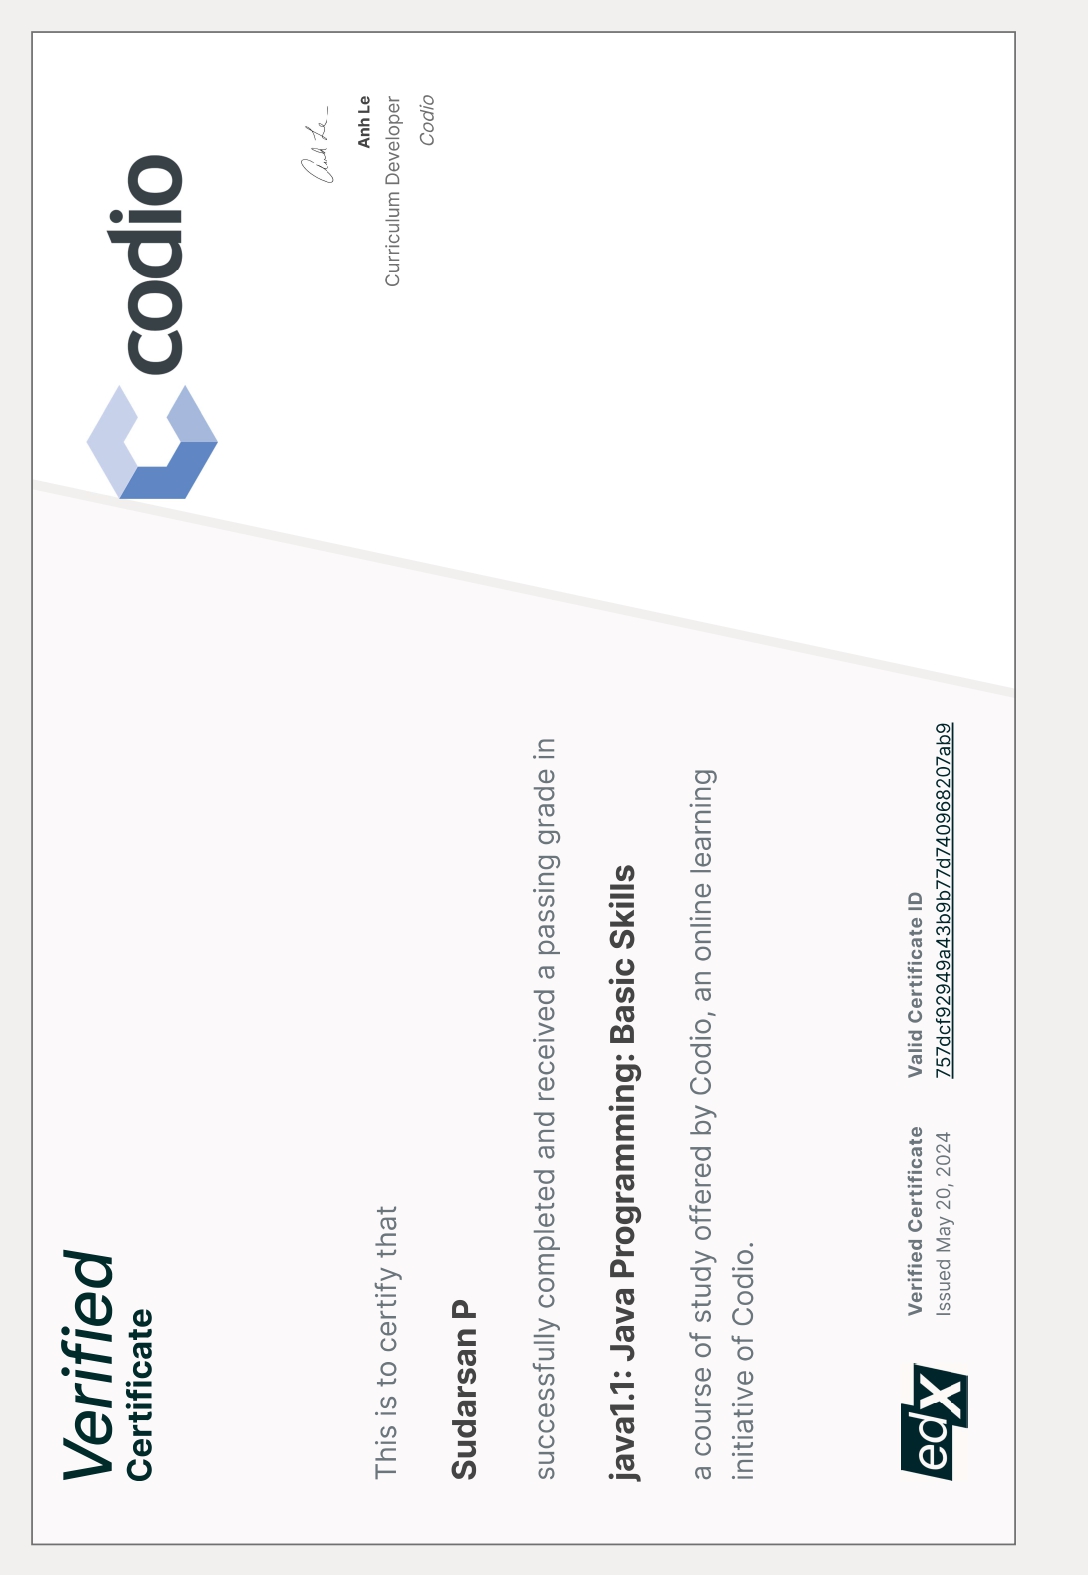 Verified
Certificate
codio
Anh Le
Anh Le
Curriculum Developer
Codio
This is to certify that
Sudarsan P
successfully completed and received a passing grade in
java1.1: Java Programming: Basic Skills
a course of study offered by Codio, an online learning
initiative of Codio.
edX
Verified Certificate
Issued May 20, 2024
Valid Certificate ID
757dcf92949a43b9b77d740968207ab9